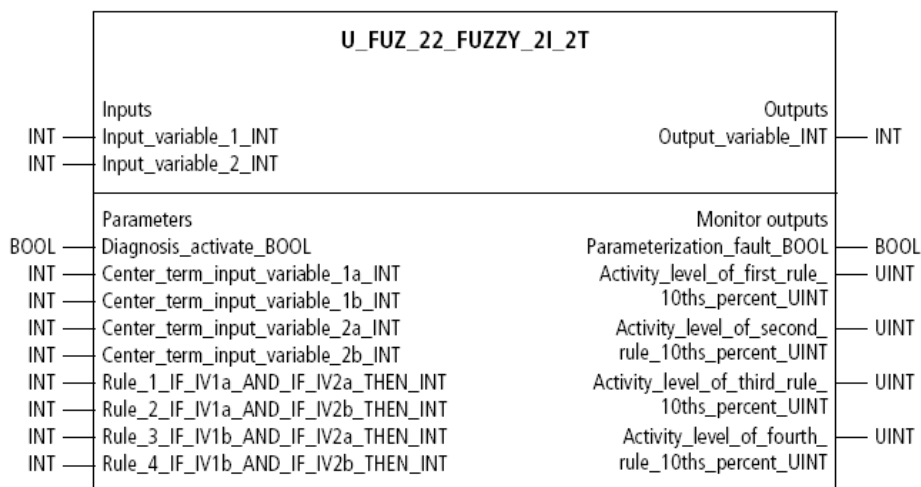 U_FUZ_22_FUZZY_2I_2T
Inputs Outputs
INT Input_variable_1_INT Output_variable_INT INT
INT Input_variable_2_INT
Parameters Monitor outputs
BOOL Diagnosis_activate_BOOL Parameterization_fault_BOOL BOOL
INT Center_term_input_variable_1a_INT Activity_level_of_first_rule_ UINT
INT Center_term_input_variable_1b_INT 10ths_percent_UINT
INT Center_term_input_variable_2a_INT Activity_level_of_second_ UINT
INT Center_term_input_variable_2b_INT rule_10ths_percent_UINT
INT Rule_1_IF_IV1a_AND_IF_IV2a_THEN_INT Activity_level_of_third_rule_ UINT
INT Rule_2_IF_IV1a_AND_IF_IV2b_THEN_INT 10ths_percent_UINT
INT Rule_3_IF_IV1b_AND_IF_IV2a_THEN_INT Activity_level_of_fourth_ UINT
INT Rule_4_IF_IV1b_AND_IF_IV2b_THEN_INT rule_10ths_percent_UINT